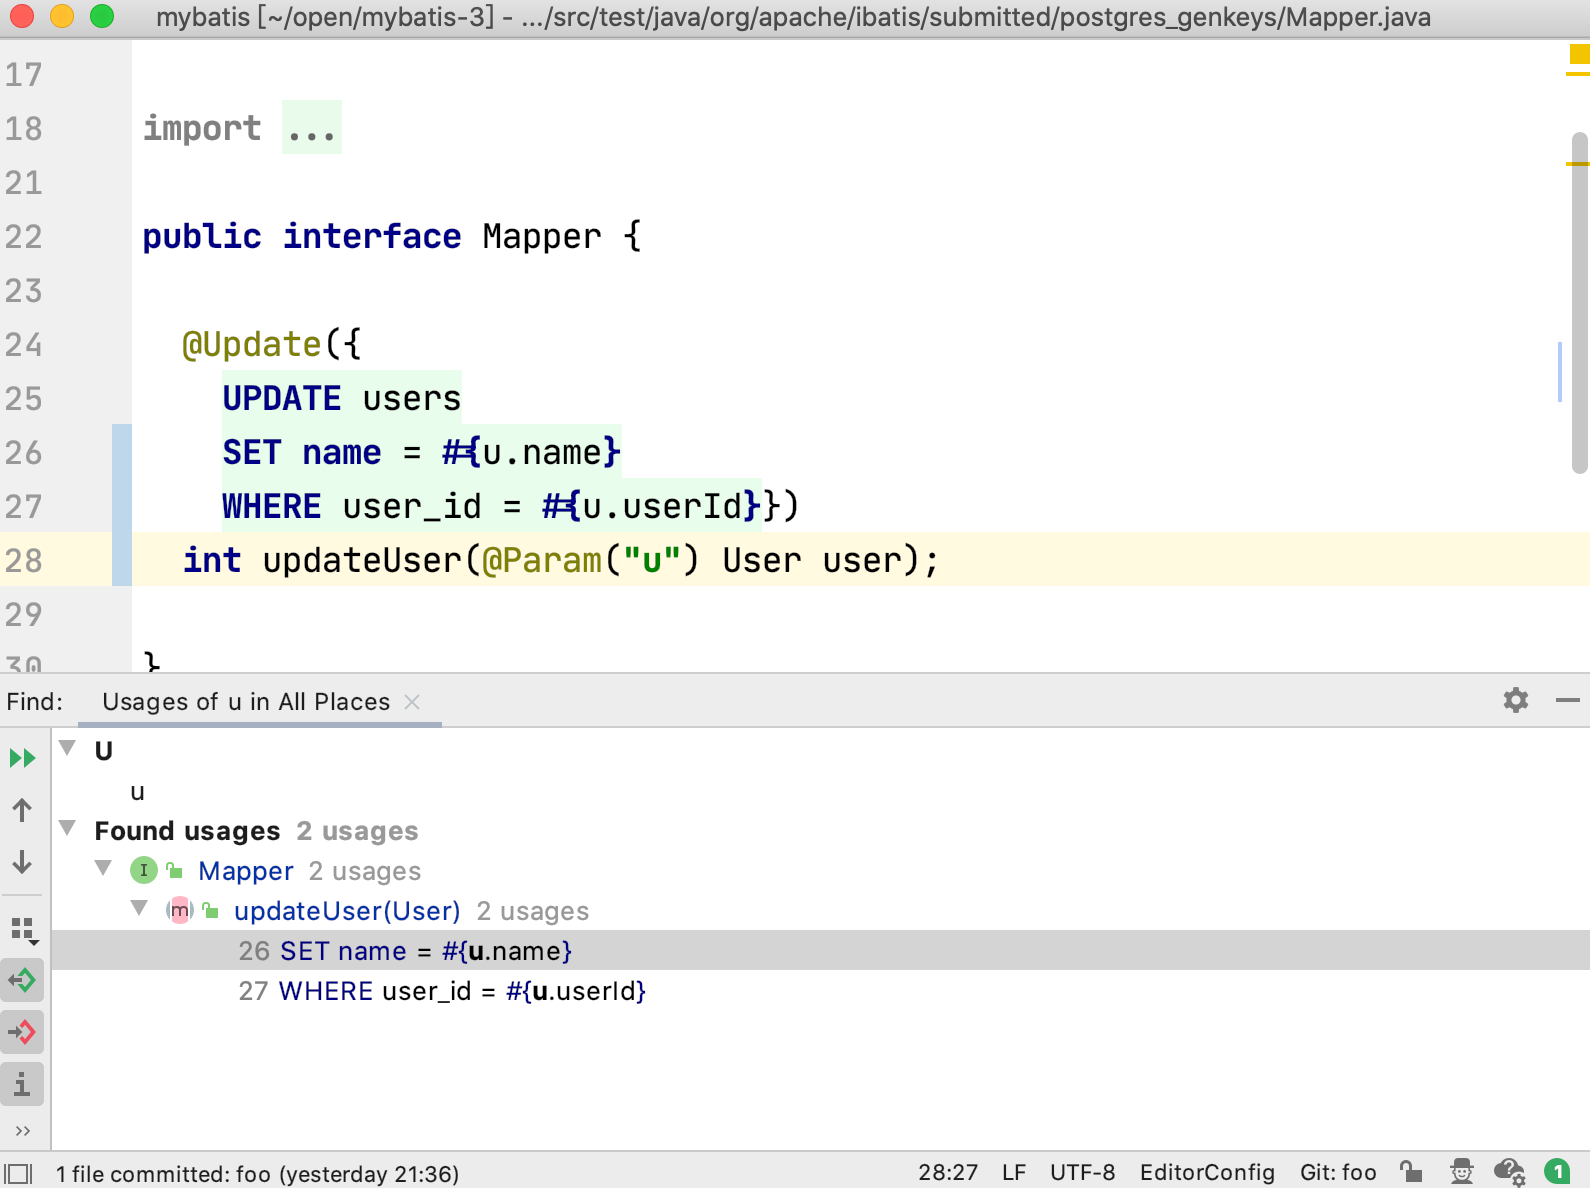 mybatis [~/open/mybatis-3] - .../src/test/java/org/apache/ibatis/submitted/postgres_genkeys/Mapper.java
17
18 import ...
21
22 public interface Mapper {
23
24 @Update({
25 UPDATE users
26 SET name = #{u.name}
27 WHERE user_id = #{u.userId}})
28 int updateUser(@Param("u") User user);
29
30 }
Find: Usages of u in All Places
U
u
Found usages 2 usages
I Mapper 2 usages
m updateUser(User) 2 usages
26 SET name = #{u.name}
27 WHERE user_id = #{u.userId}
1 file committed: foo (yesterday 21:36) 28:27 LF UTF-8 EditorConfig Git: foo 1